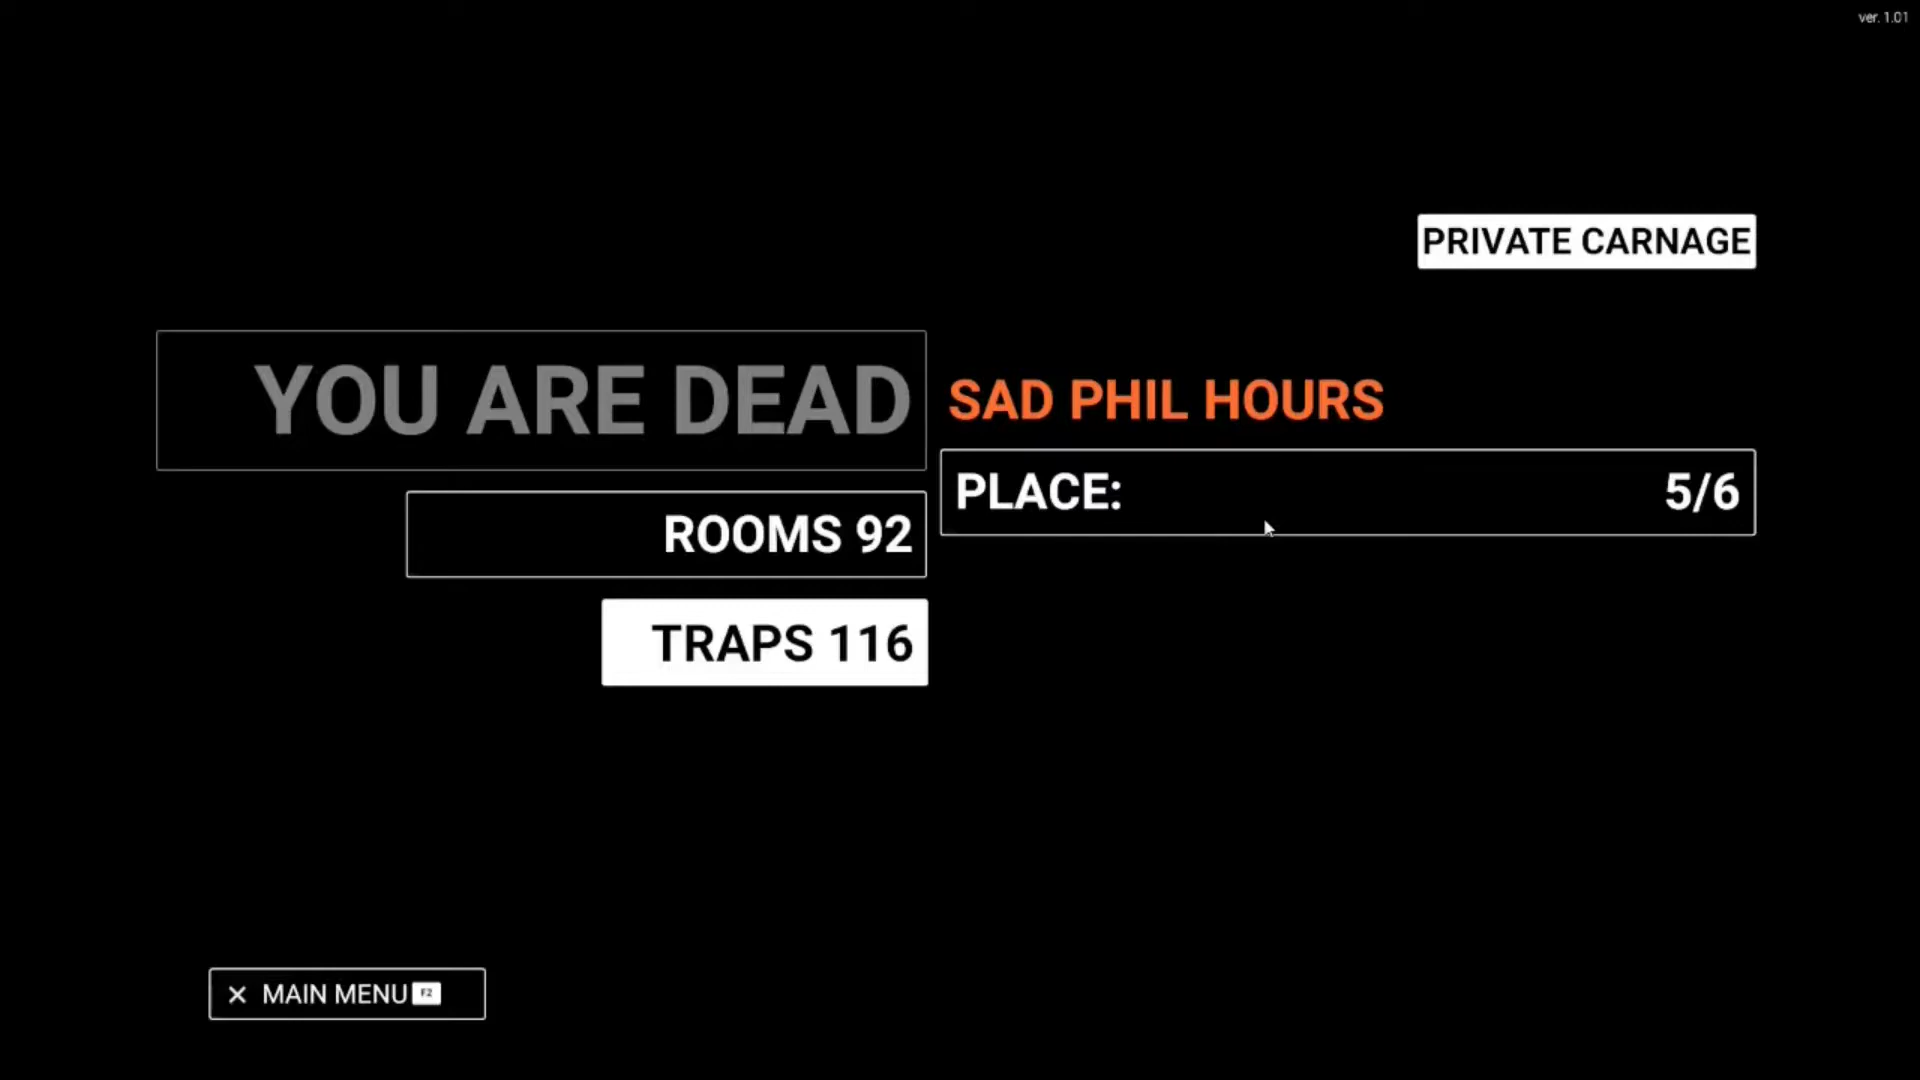 ver. 1.01
PRIVATE CARNAGE
YOU ARE DEAD
SAD PHIL HOURS
PLACE: 5/6
ROOMS 92
TRAPS 116
MAIN MENU F2